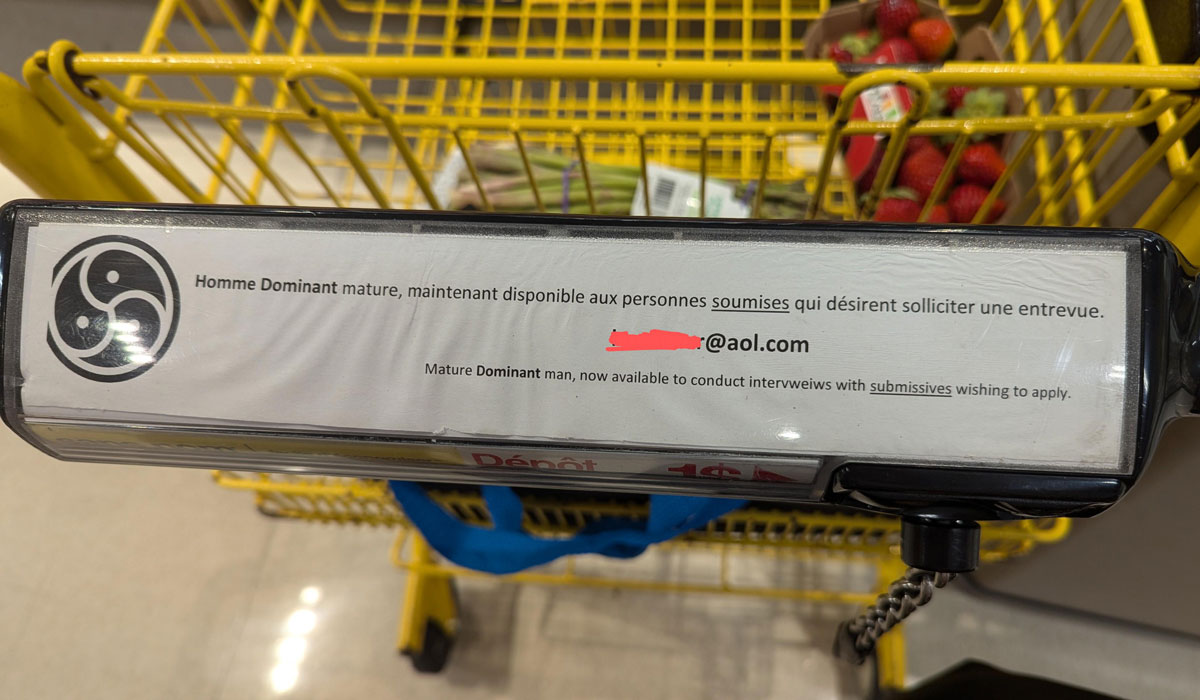 Homme Dominant mature, maintenant disponible aux personnes soumises qui désirent solliciter une entrevue.
r@aol.com
Mature Dominant man, now available to conduct intervweiws with submissives wishing to apply.
Dépôt 1$